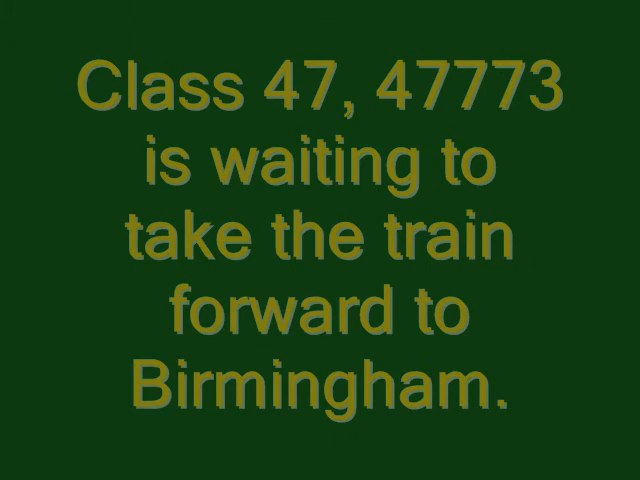 Class 47, 47773
is waiting to
take the train
forward to
Birmingham.